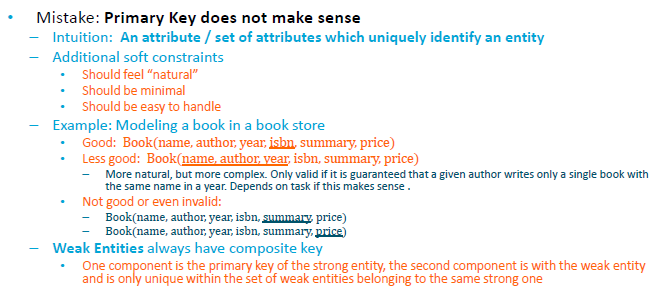 • Mistake: Primary Key does not make sense
– Intuition: An attribute / set of attributes which uniquely identify an entity
– Additional soft constraints
• Should feel “natural”
• Should be minimal
• Should be easy to handle
– Example: Modeling a book in a book store
• Good: Book(name, author, year, isbn, summary, price)
• Less good: Book(name, author, year, isbn, summary, price)
– More natural, but more complex. Only valid if it is guaranteed that a given author writes only a single book with
the same name in a year. Depends on task if this makes sense .
• Not good or even invalid:
– Book(name, author, year, isbn, summary, price)
– Book(name, author, year, isbn, summary, price)
– Weak Entities always have composite key
• One component is the primary key of the strong entity, the second component is with the weak entity
and is only unique within the set of weak entities belonging to the same strong one